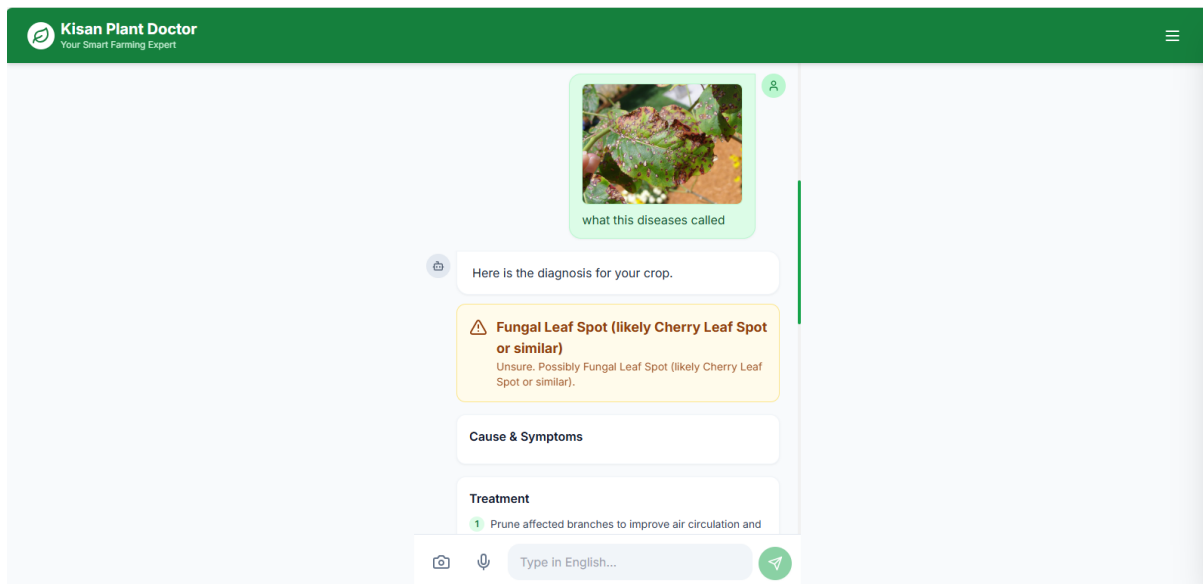 Kisan Plant Doctor
Your Smart Farming Expert
what this diseases called
Here is the diagnosis for your crop.
Fungal Leaf Spot (likely Cherry Leaf Spot
or similar)
Unsure. Possibly Fungal Leaf Spot (likely Cherry Leaf
Spot or similar).
Cause & Symptoms
Treatment
1 Prune affected branches to improve air circulation and
Type in English...